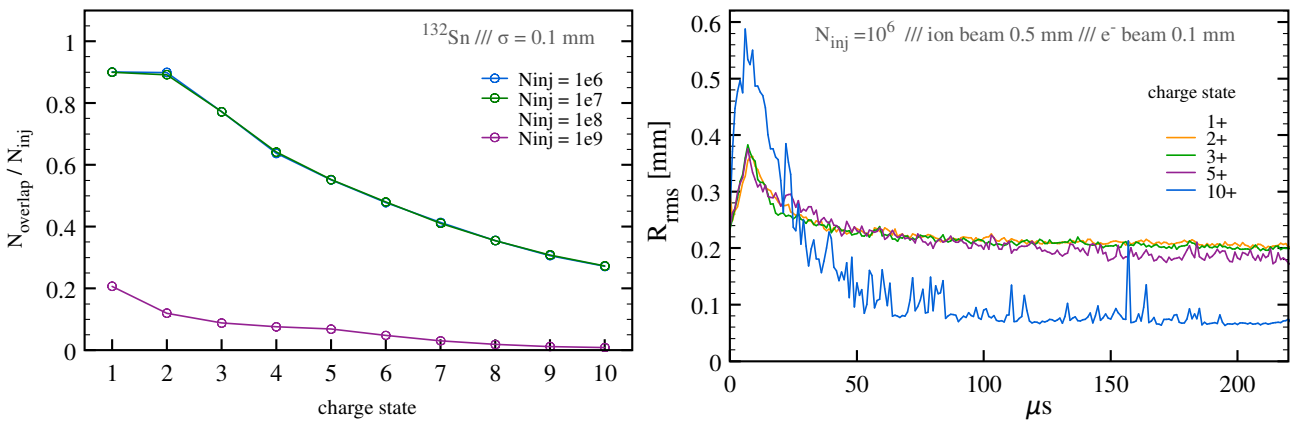 132Sn /// σ = 0.1 mm
Ninj = 1e6
Ninj = 1e7
Ninj = 1e8
Ninj = 1e9
N_overlap / N_inj
1
0.8
0.6
0.4
0.2
0
1 2 3 4 5 6 7 8 9 10
charge state
N_inj =10^6 /// ion beam 0.5 mm /// e^- beam 0.1 mm
charge state
1+
2+
3+
5+
10+
R_rms [mm]
0.6
0.5
0.4
0.3
0.2
0.1
0
0 50 100 150 200
μs